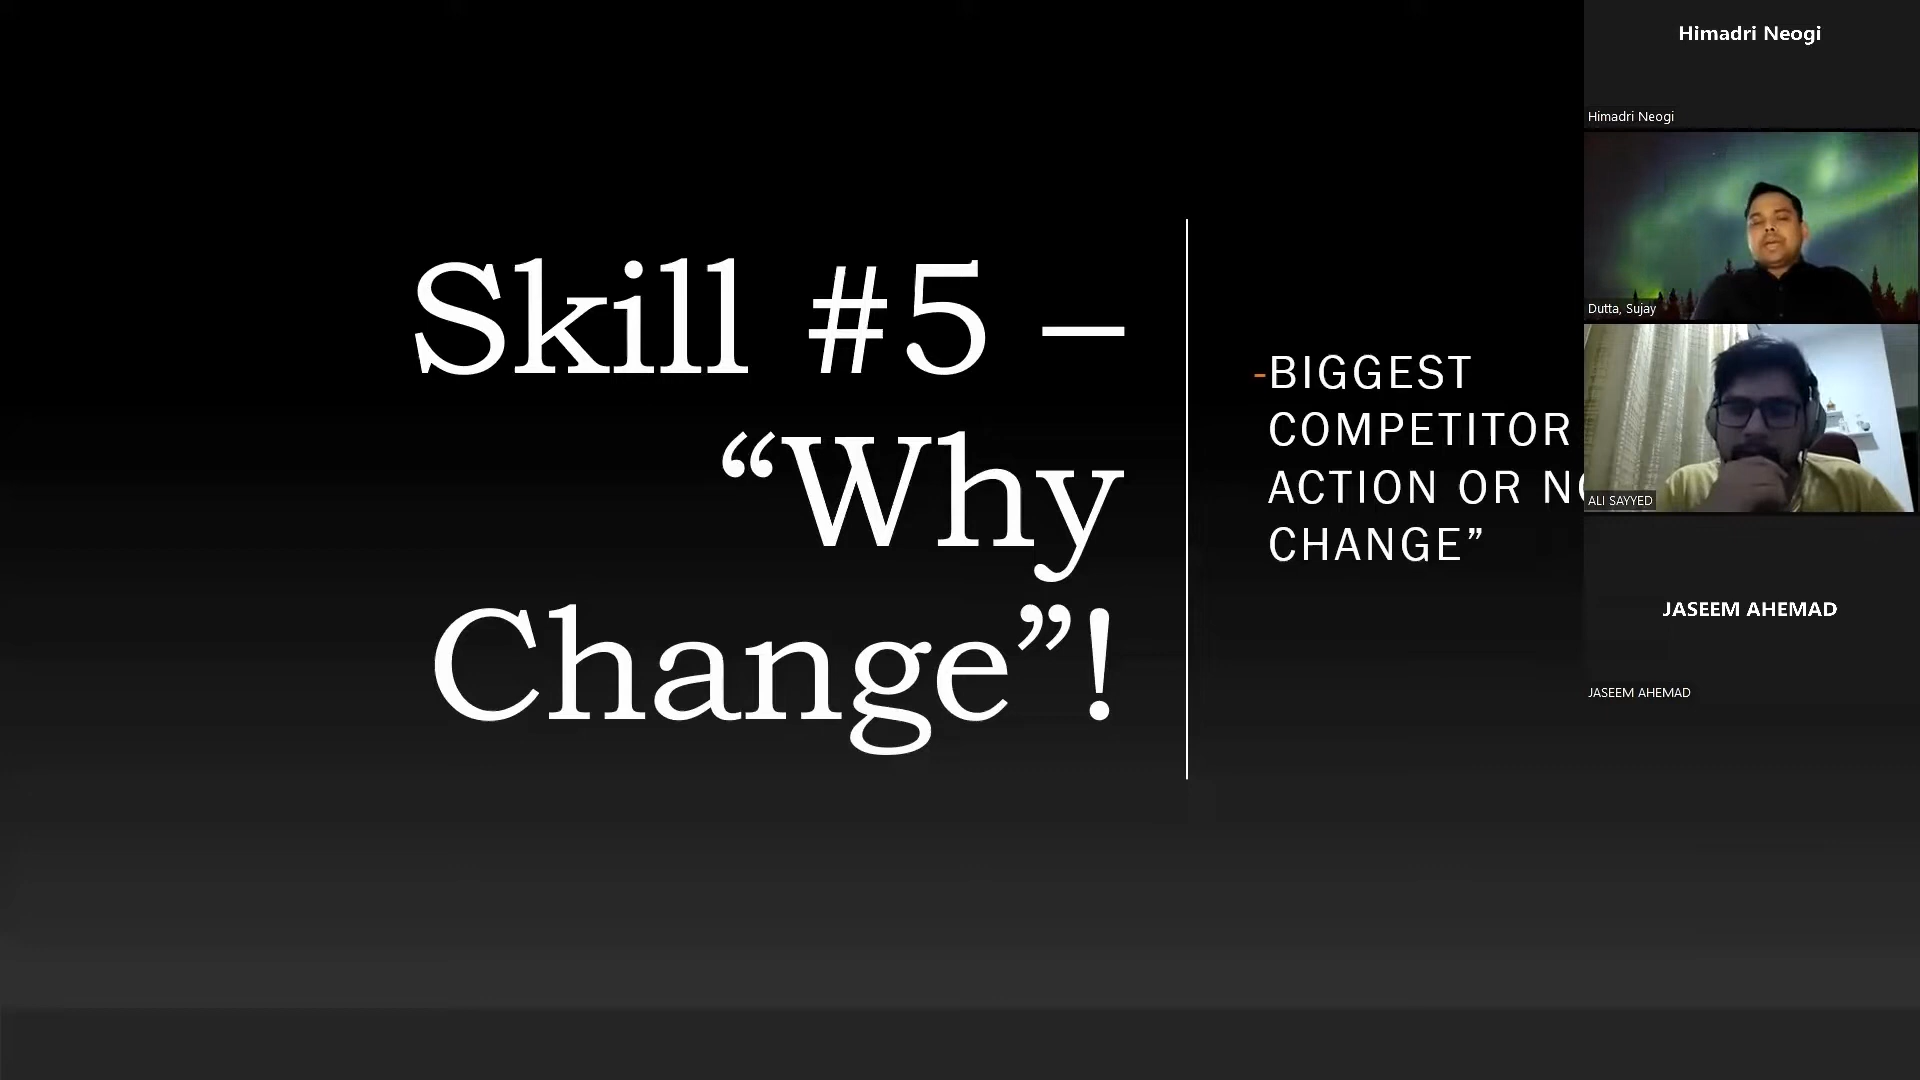 Skill #5 –
“Why
Change”!
-BIGGEST
COMPETITOR
ACTION OR
CHANGE”
Himadri Neogi
Himadri Neogi
Dutta, Sujay
ALI SAYYED
JASEEM AHEMAD
JASEEM AHEMAD